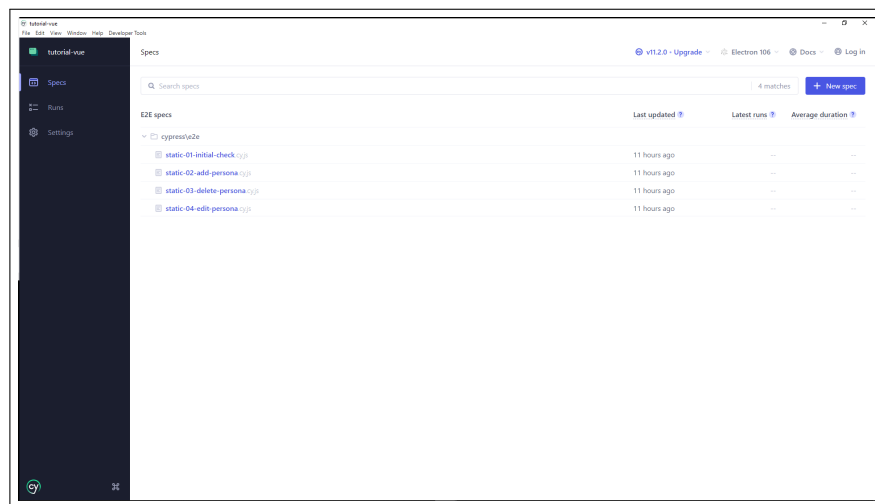 tutorial-vue
File Edit View Window Help Developer Tools
tutorial-vue
Specs
v11.2.0 • Upgrade
Electron 106
Docs
Log in
Specs
Runs
Settings
Search specs
4 matches
+ New spec
E2E specs
Last updated ?
Latest runs ?
Average duration ?
cypress\e2e
static-01-initial-check.cy.js
11 hours ago
--
--
static-02-add-persona.cy.js
11 hours ago
--
--
static-03-delete-persona.cy.js
11 hours ago
--
--
static-04-edit-persona.cy.js
11 hours ago
--
--
cy